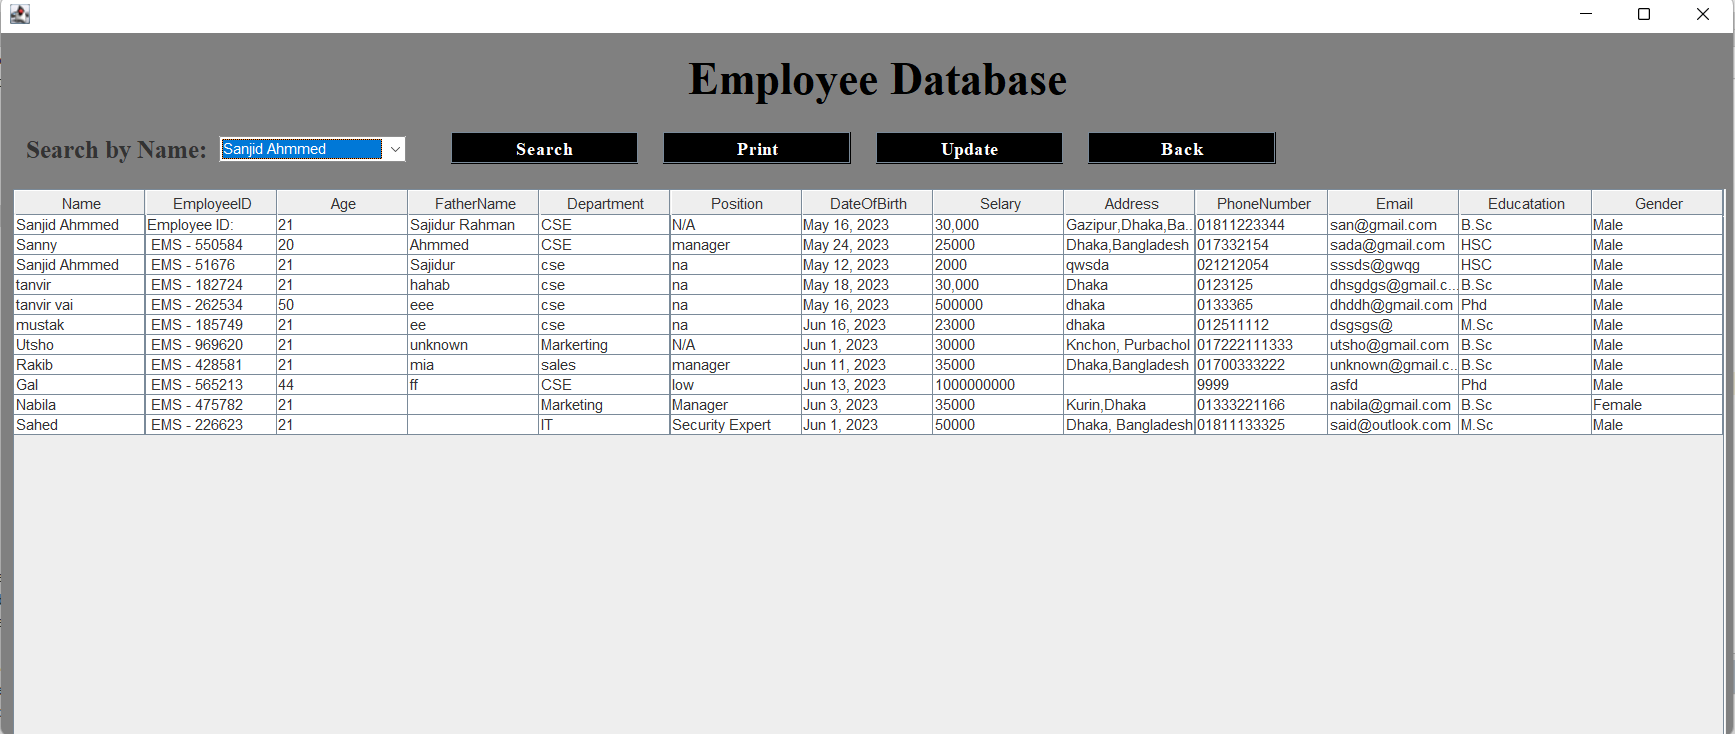 Employee Database
Search by Name: Sanjid Ahmmed Search Print Update Back
Name EmployeeID Age FatherName Department Position DateOfBirth Selary Address PhoneNumber Email Educatation Gender
Sanjid Ahmmed Employee ID: 21 Sajidur Rahman CSE N/A May 16, 2023 30,000 Gazipur,Dhaka,Ba... 01811223344 san@gmail.com B.Sc Male
Sanny EMS - 550584 20 Ahmmed CSE manager May 24, 2023 25000 Dhaka,Bangladesh 017332154 sada@gmail.com HSC Male
Sanjid Ahmmed EMS - 51676 21 Sajidur cse na May 12, 2023 2000 qwsda 021212054 sssds@gwqg HSC Male
tanvir EMS - 182724 21 hahab cse na May 18, 2023 30,000 Dhaka 0123125 dhsgdgs@gmail.c... B.Sc Male
tanvir vai EMS - 262534 50 eee cse na May 16, 2023 500000 dhaka 0133365 dhddh@gmail.com Phd Male
mustak EMS - 185749 21 ee cse na Jun 16, 2023 23000 dhaka 012511112 dsgsgs@ M.Sc Male
Utsho EMS - 969620 21 unknown Markerting N/A Jun 1, 2023 30000 Knchon, Purbachol 017222111333 utsho@gmail.com B.Sc Male
Rakib EMS - 428581 21 mia sales manager Jun 11, 2023 35000 Dhaka,Bangladesh 01700333222 unknown@gmail.c... B.Sc Male
Gal EMS - 565213 44 ff CSE low Jun 13, 2023 1000000000 9999 asfd Phd Male
Nabila EMS - 475782 21 Marketing Manager Jun 3, 2023 35000 Kurin,Dhaka 01333221166 nabila@gmail.com B.Sc Female
Sahed EMS - 226623 21 IT Security Expert Jun 1, 2023 50000 Dhaka, Bangladesh 01811133325 said@outlook.com M.Sc Male